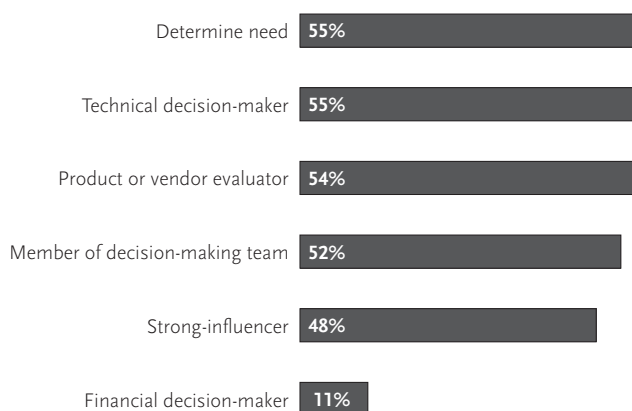 Determine need 55%
Technical decision-maker 55%
Product or vendor evaluator 54%
Member of decision-making team 52%
Strong-influencer 48%
Financial decision-maker 11%